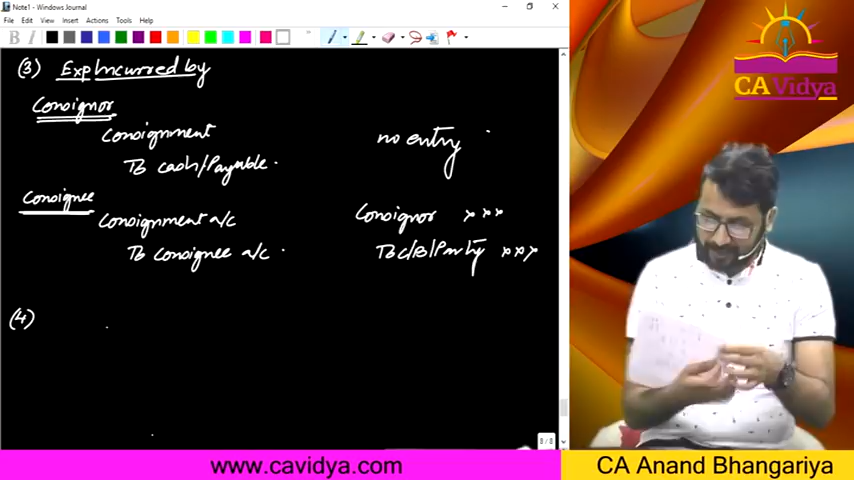 Note1 - Windows Journal
File Edit View Insert Actions Tools Help
B I
(3) Exp Incurred by
Consignor
Consignment
To cash/Payable.
no entry
Consignee
Consignment a/c
To consignee a/c.
Consignor xxx
To C/B/Party xxx
(4)
8 / 8
CA Vidya
www.cavidya.com
CA Anand Bhangariya